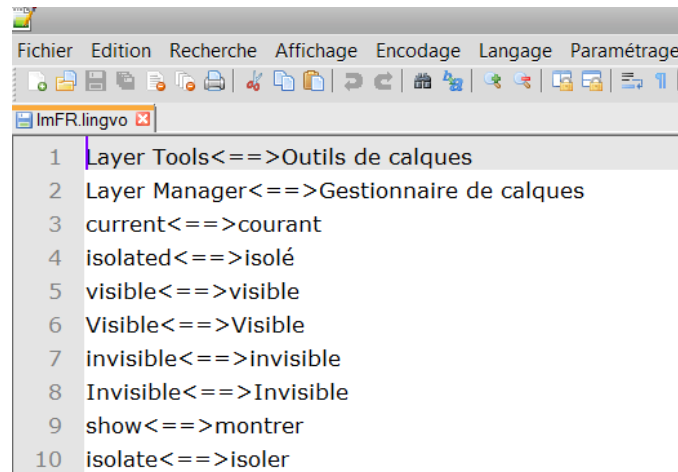 Fichier Edition Recherche Affichage Encodage Langage Paramétrage
lmFR.lingvo
1 Layer Tools<==>Outils de calques
2 Layer Manager<==>Gestionnaire de calques
3 current<==>courant
4 isolated<==>isolé
5 visible<==>visible
6 Visible<==>Visible
7 invisible<==>invisible
8 Invisible<==>Invisible
9 show<==>montrer
10 isolate<==>isoler